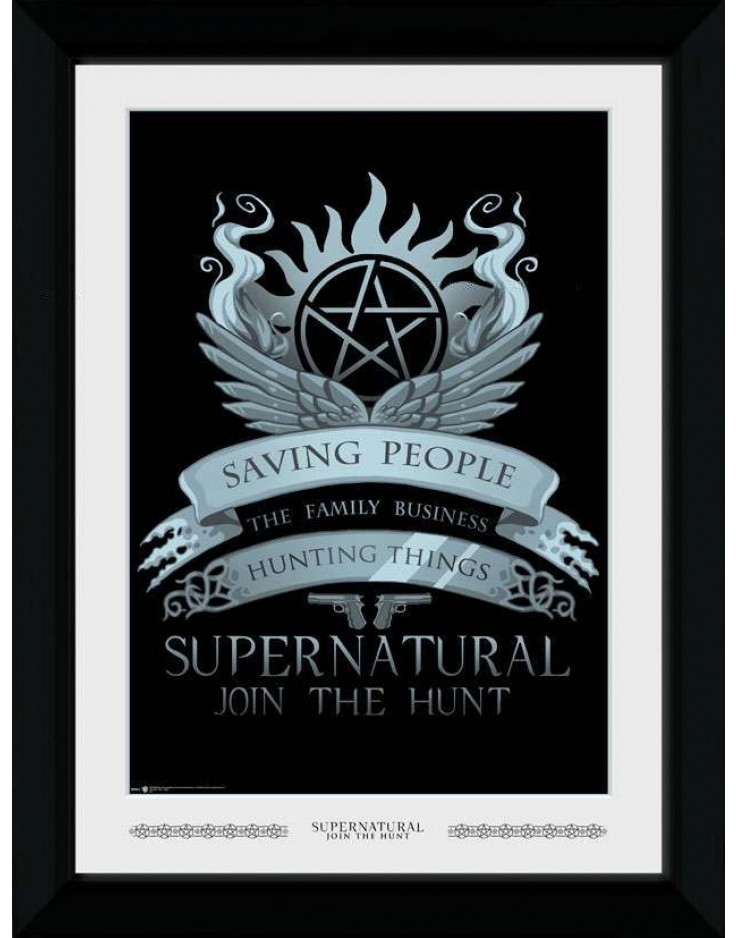 SAVING PEOPLE
THE FAMILY BUSINESS
HUNTING THINGS
SUPERNATURAL
JOIN THE HUNT
SUPERNATURAL
JOIN THE HUNT